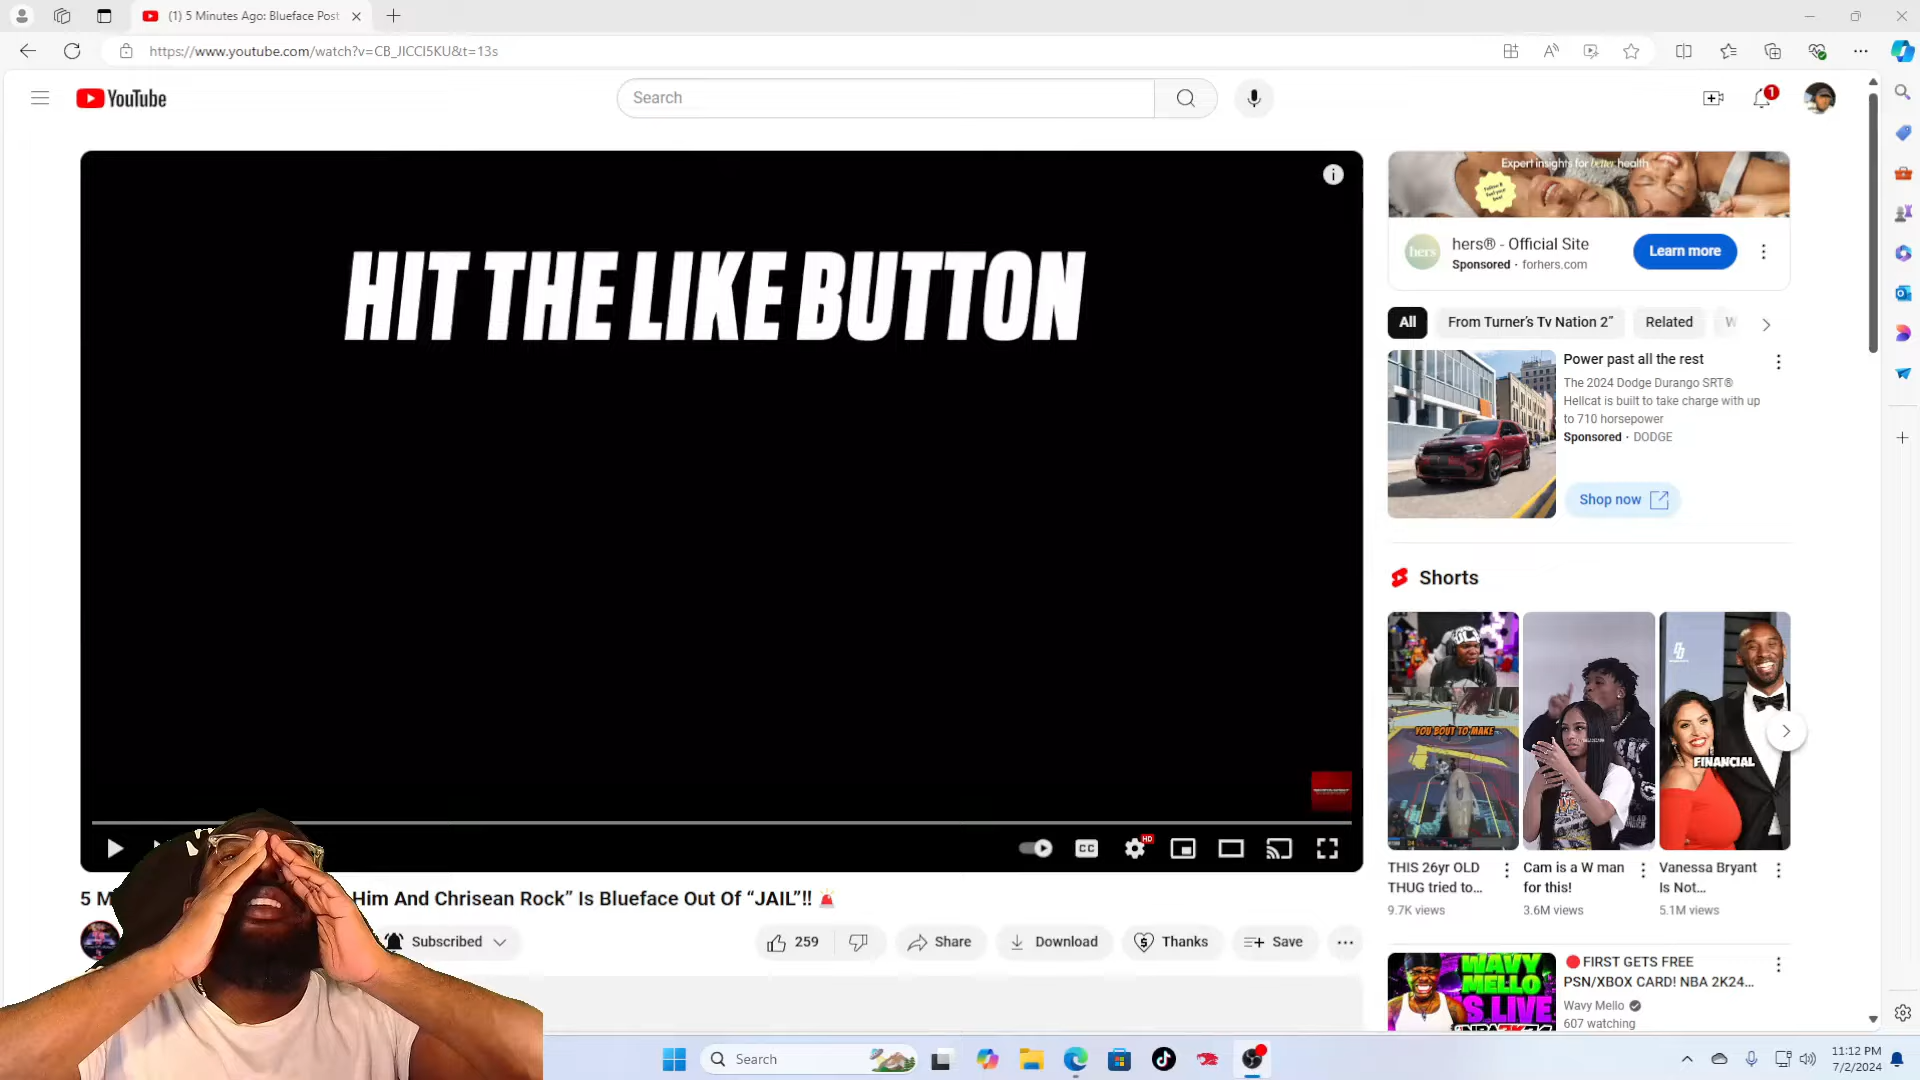 (1) 5 Minutes Ago: Blueface Post
https://www.youtube.com/watch?v=CB_JICCI5KU&t=13s
YouTube
Search
1
HIT THE LIKE BUTTON
CC
HD
5 M
Him And Chrisean Rock” Is Blueface Out Of “JAIL”!!
Subscribed
259
Share
Download
Thanks
Save
Expert insights for better health
hers
hers® - Official Site
Sponsored · forhers.com
Learn more
All
From Turner’s Tv Nation 2”
Related
W
Power past all the rest
The 2024 Dodge Durango SRT®
Hellcat is built to take charge with up
to 710 horsepower
Sponsored · DODGE
Shop now
Shorts
YOU BOUT TO MAKE
FINANCIAL
THIS 26yr OLD
THUG tried to...
9.7K views
Cam is a W man
for this!
3.6M views
Vanessa Bryant
Is Not...
5.1M views
WAVY
MELLO
IS LIVE
NBA 2K
FIRST GETS FREE
PSN/XBOX CARD! NBA 2K24...
Wavy Mello
607 watching
Search
11:12 PM
7/2/2024